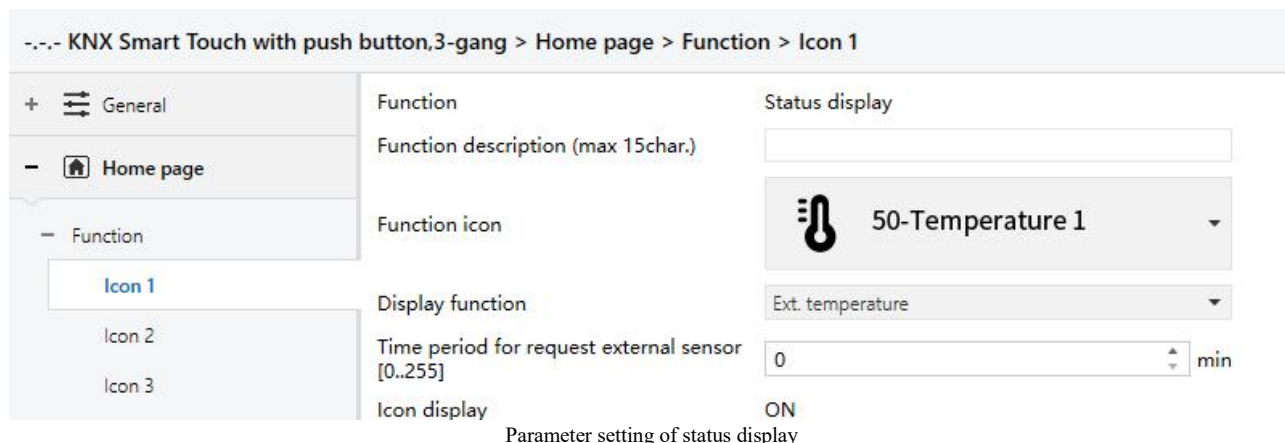 -.-.- KNX Smart Touch with push button,3-gang > Home page > Function > Icon 1
+ General
- Home page
- Function
Icon 1
Icon 2
Icon 3
Function Status display
Function description (max 15char.)
Function icon 50-Temperature 1
Display function Ext. temperature
Time period for request external sensor
[0..255] 0 min
Icon display ON
Parameter setting of status display